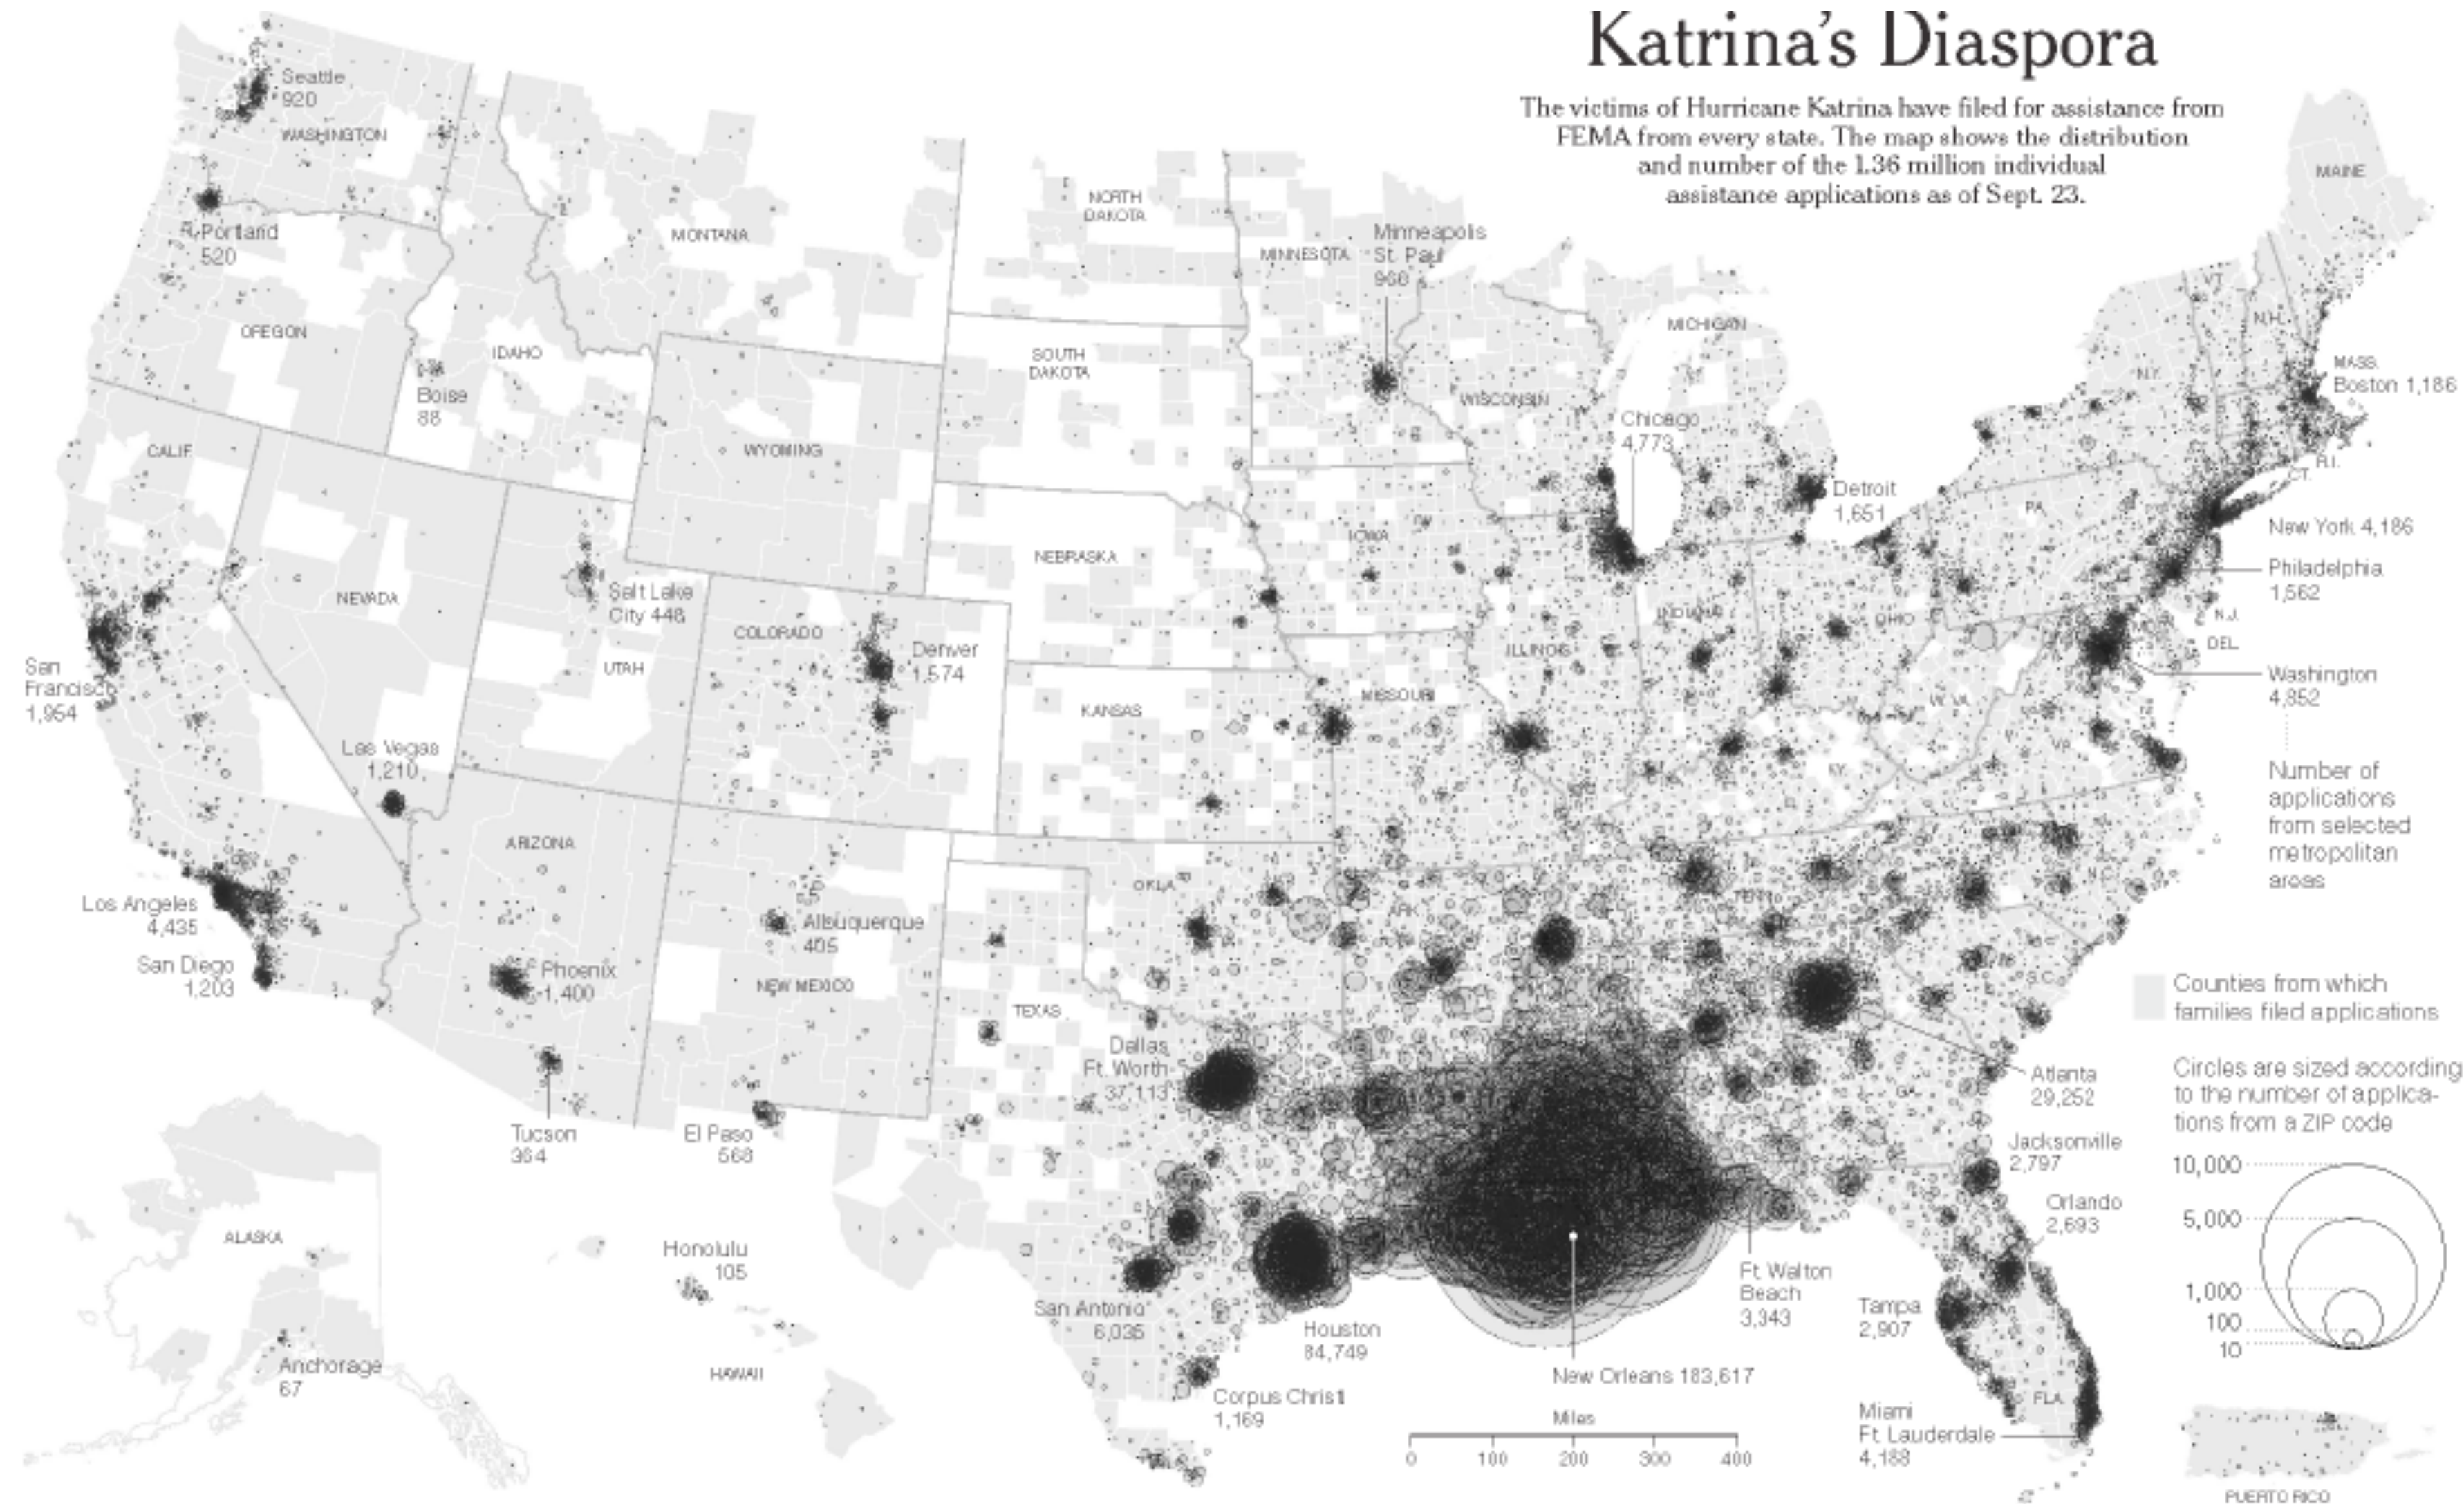 Katrina's Diaspora
The victims of Hurricane Katrina have filed for assistance from
FEMA from every state. The map shows the distribution
and number of the 1.36 million individual
assistance applications as of Sept. 23.
Seattle
920
WASHINGTON
Portland
520
OREGON
IDAHO
Boise
88
MONTANA
NORTH
DAKOTA
SOUTH
DAKOTA
MINNESOTA
Minneapolis
St. Paul
WISCONSIN
MICHIGAN
Chicago
4,773
Detroit
1,651
MAINE
VT.
N.H.
MASS.
Boston 1,186
N.Y.
R.I.
CT.
PA.
New York 4,186
Philadelphia
1,562
N.J.
DEL.
Washington
4,852
Number of
applications
from selected
metropolitan
areas
CALIF.
NEVADA
WYOMING
Salt Lake
City 448
UTAH
COLORADO
Denver
1,574
NEBRASKA
IOWA
KANSAS
MISSOURI
ILLINOIS
INDIANA
OHIO
W. VA.
VA.
KY.
TENN.
N.C.
S.C.
San
Francisco
1,954
Las Vegas
1,210
Los Angeles
4,435
San Diego
1,203
ARIZONA
Phoenix
1,400
Tucson
364
Albuquerque
405
NEW MEXICO
El Paso
568
OKLA.
ARK.
TEXAS
Dallas
Ft. Worth
37,113
GA.
Counties from which
families filed applications
Atlanta
29,252
Circles are sized according
to the number of applica-
tions from a ZIP code
10,000
5,000
1,000
100
10
Jacksonville
2,797
Orlando
2,693
Tampa
2,907
Miami
Ft. Lauderdale
4,188
FLA.
Ft. Walton
Beach
3,343
New Orleans 183,617
Houston
84,749
San Antonio
6,035
Corpus Christi
1,169
Miles
0 100 200 300 400
ALASKA
Anchorage
67
Honolulu
105
HAWAII
PUERTO RICO